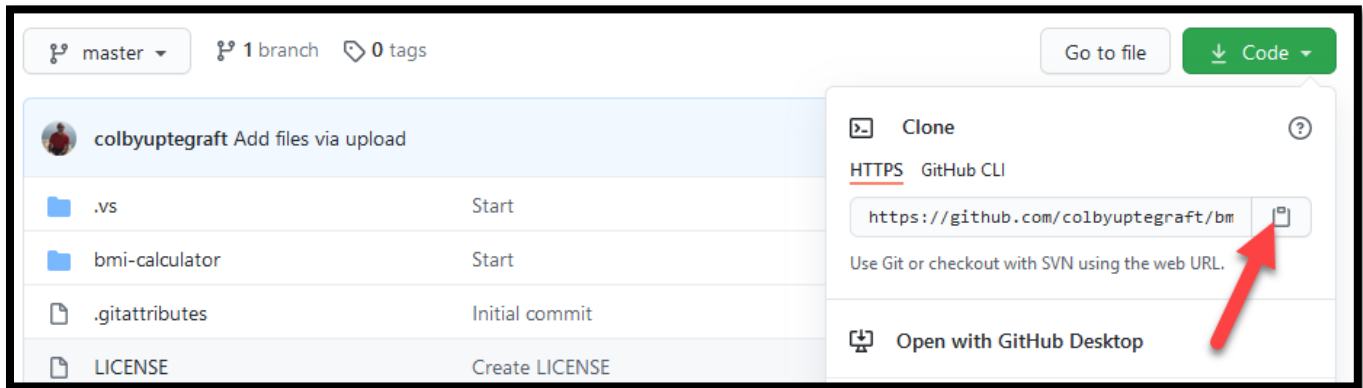 master
1 branch
0 tags
Go to file
Code
colbyuptegraft Add files via upload
.vs Start
bmi-calculator Start
.gitattributes Initial commit
LICENSE Create LICENSE
Clone
HTTPS GitHub CLI
https://github.com/colbyuptegraft/bm
Use Git or checkout with SVN using the web URL.
Open with GitHub Desktop